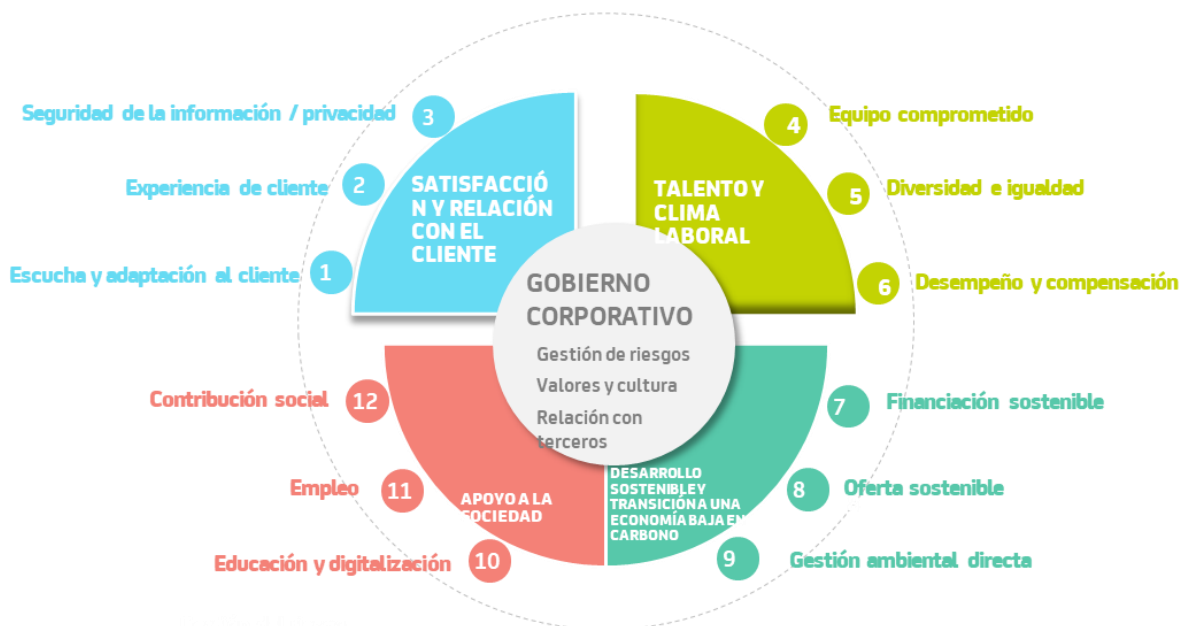 Seguridad de la información / privacidad 3
Experiencia de cliente 2
Escucha y adaptación al cliente 1
SATISFACCIÓ
N Y RELACIÓN
CON EL
CLIENTE
4 Equipo comprometido
5 Diversidad e igualdad
6 Desempeño y compensación
TALENTO Y
CLIMA
LABORAL
GOBIERNO
CORPORATIVO
Gestión de riesgos
Valores y cultura
Relación con
terceros
Contribución social 12
Empleo 11
Educación y digitalización 10
APOYO A LA
SOCIEDAD
7 Financiación sostenible
8 Oferta sostenible
9 Gestión ambiental directa
DESARROLLO
SOSTENIBLE Y
TRANSICIÓN A UNA
ECONOMÍA BAJA EN
CARBONO